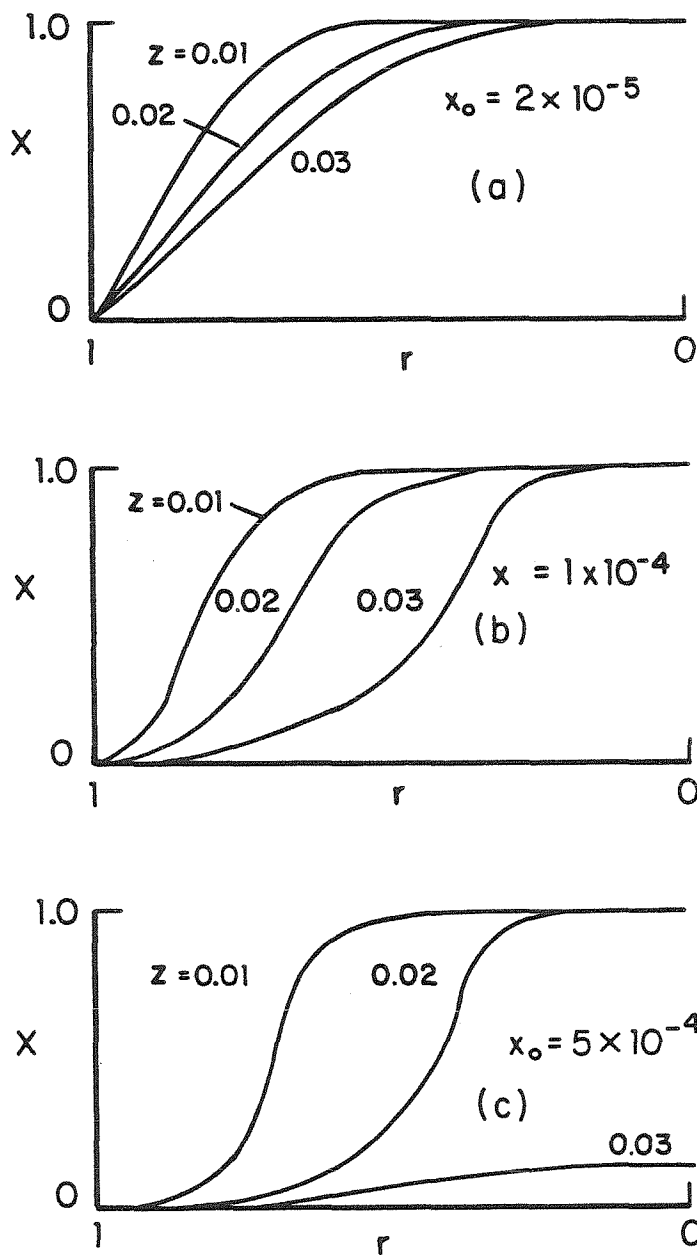 1.0
z = 0.01
0.02
0.03
x₀ = 2 × 10⁻⁵
(a)
X
0
1
r
0
1.0
z = 0.01
0.02
0.03
x = 1 x 10⁻⁴
(b)
X
0
1
r
0
1.0
z = 0.01
0.02
x₀ = 5 × 10⁻⁴
(c)
X
0.03
0
1
r
0